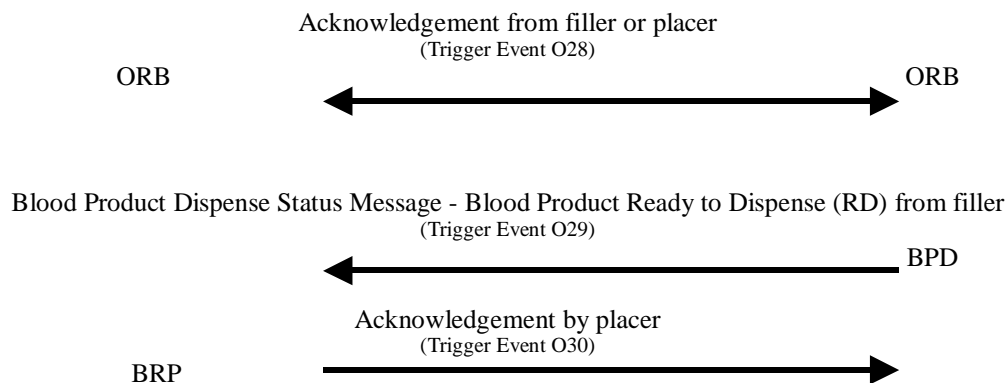 Acknowledgement from filler or placer
(Trigger Event O28)
ORB ORB
Blood Product Dispense Status Message - Blood Product Ready to Dispense (RD) from filler
(Trigger Event O29)
BPD
Acknowledgement by placer
(Trigger Event O30)
BRP